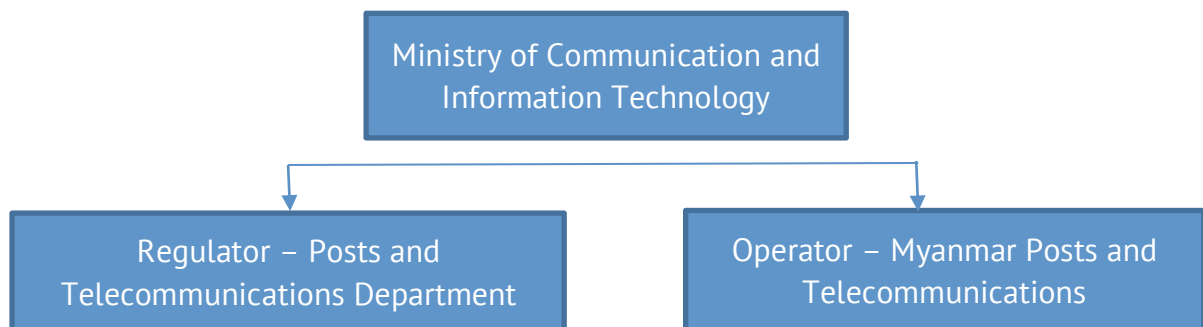 Ministry of Communication and
Information Technology
Regulator – Posts and
Telecommunications Department
Operator – Myanmar Posts and
Telecommunications